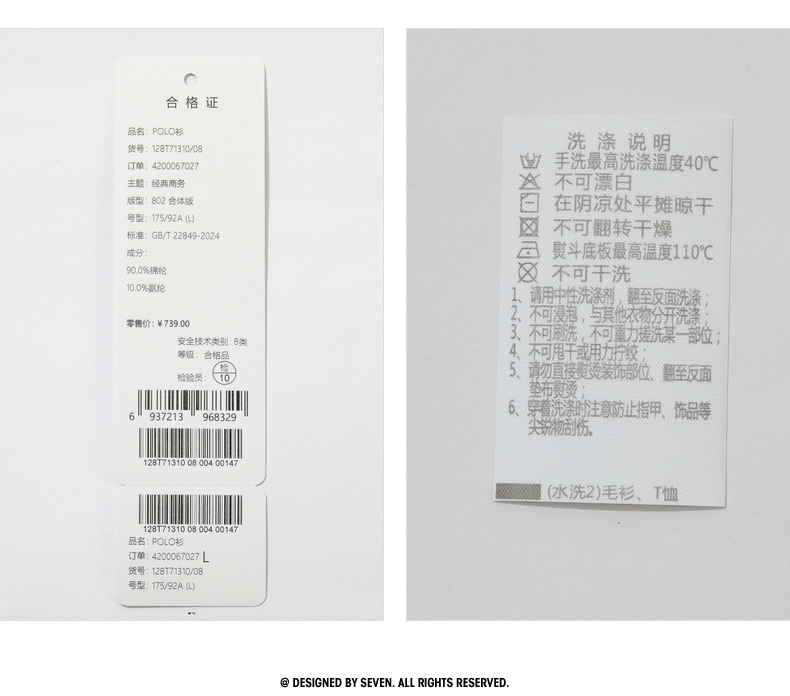 合格证
品名: POLO衫
货号: 128T71310/08
订单: 4200067027
主题: 经典商务
版型: 802 合体版
号型: 175/92A (L)
标准: GB/T 22849-2024
成分:
90.0%锦纶
10.0%氨纶
零售价: ¥739.00
安全技术类别: B类
等级: 合格品
检验员: 检 10
6 937213 968329
128T71310 08 004 00147
128T71310 08 004 00147
品名: POLO衫
订单: 4200067027 L
货号: 128T71310/08
号型: 175/92A (L)
洗涤说明
手洗最高洗涤温度40℃
不可漂白
在阴凉处平摊晾干
不可翻转干燥
熨斗底板最高温度110℃
不可干洗
1、请用中性洗涤剂，翻至反面洗涤；
2、不可浸泡，与其他衣物分开洗涤；
3、不可刷洗，不可重力搓洗某一部位；
4、不可甩干或用力拧绞；
5、请勿直接熨烫装饰部位、翻至反面
垫布熨烫；
6、穿着洗涤时注意防止指甲、饰品等
尖锐物刮伤。
(水洗2)毛衫、T恤
@ DESIGNED BY SEVEN. ALL RIGHTS RESERVED.